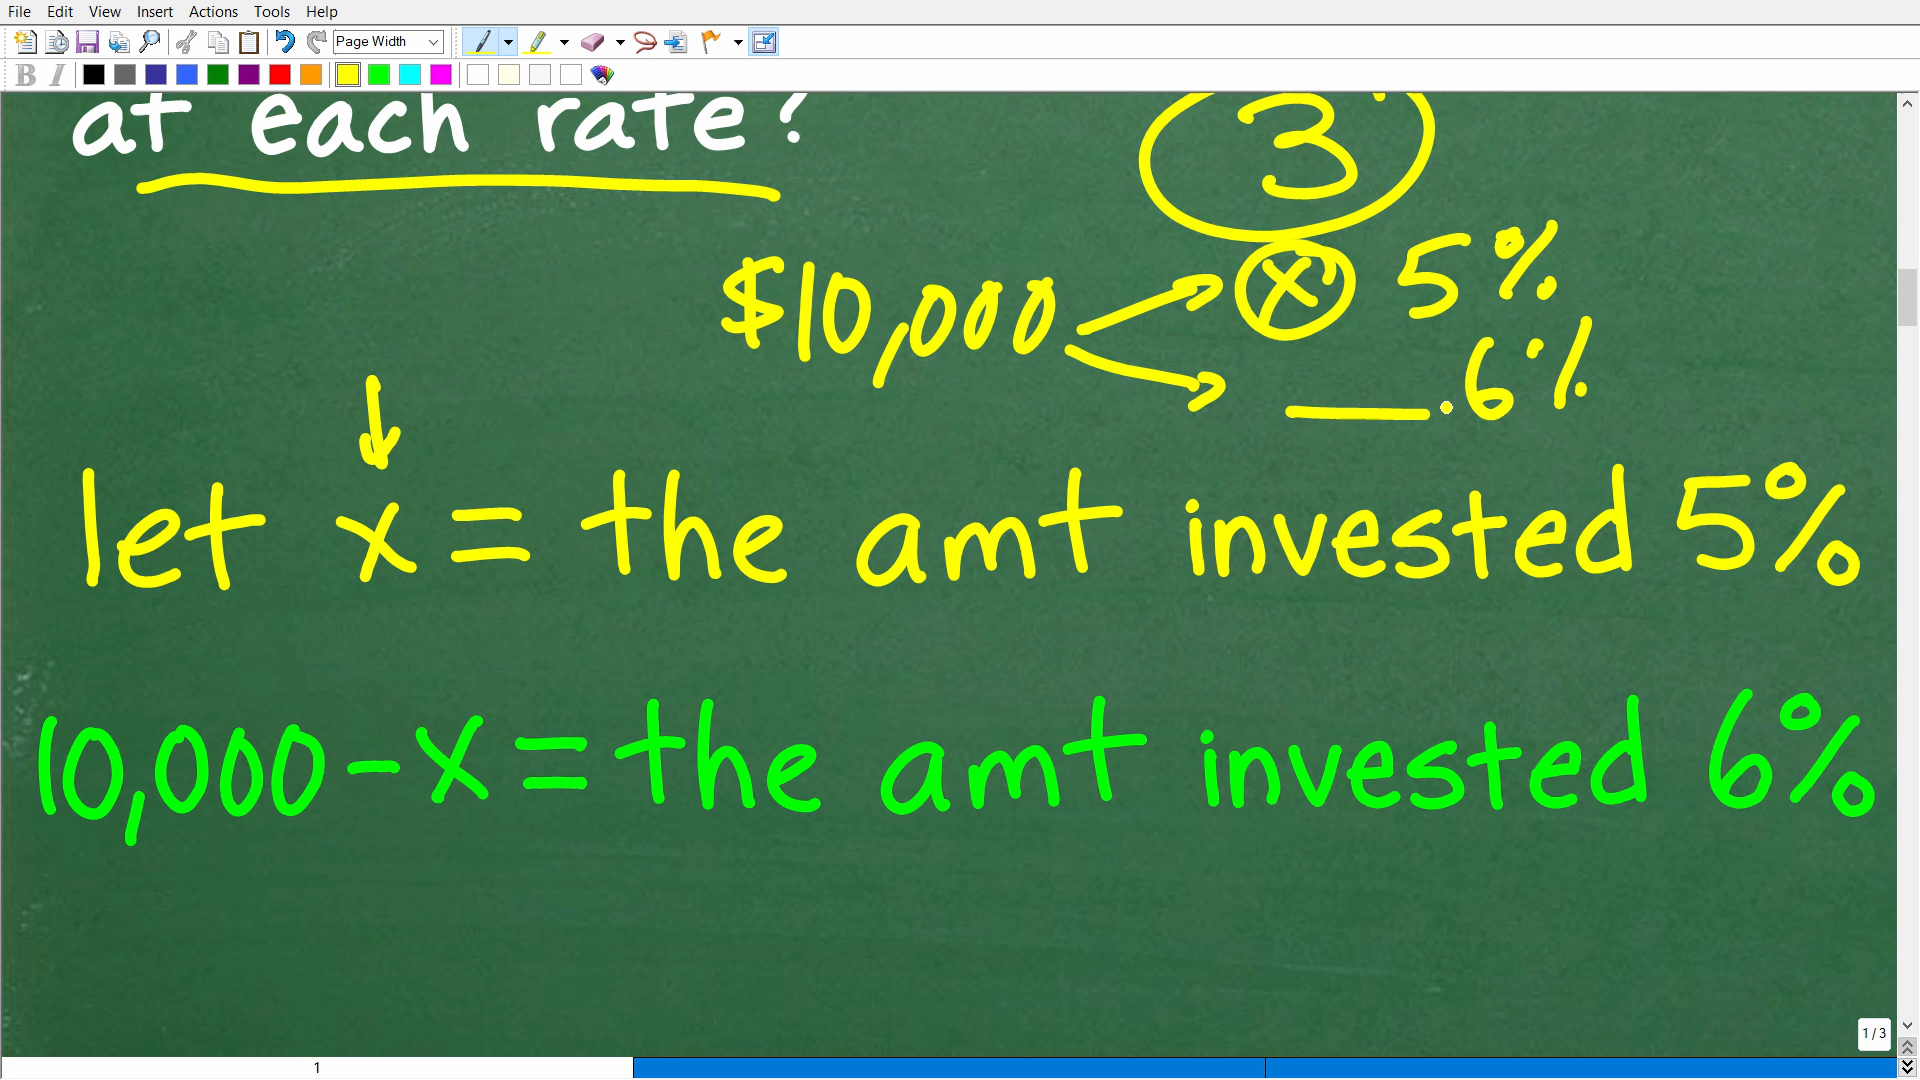 File Edit View Insert Actions Tools Help
Page Width
B I
at each rate?
3
$10,000 x 5%
6%
let x = the amt invested 5%
10,000 - x = the amt invested 6%
1 / 3
1